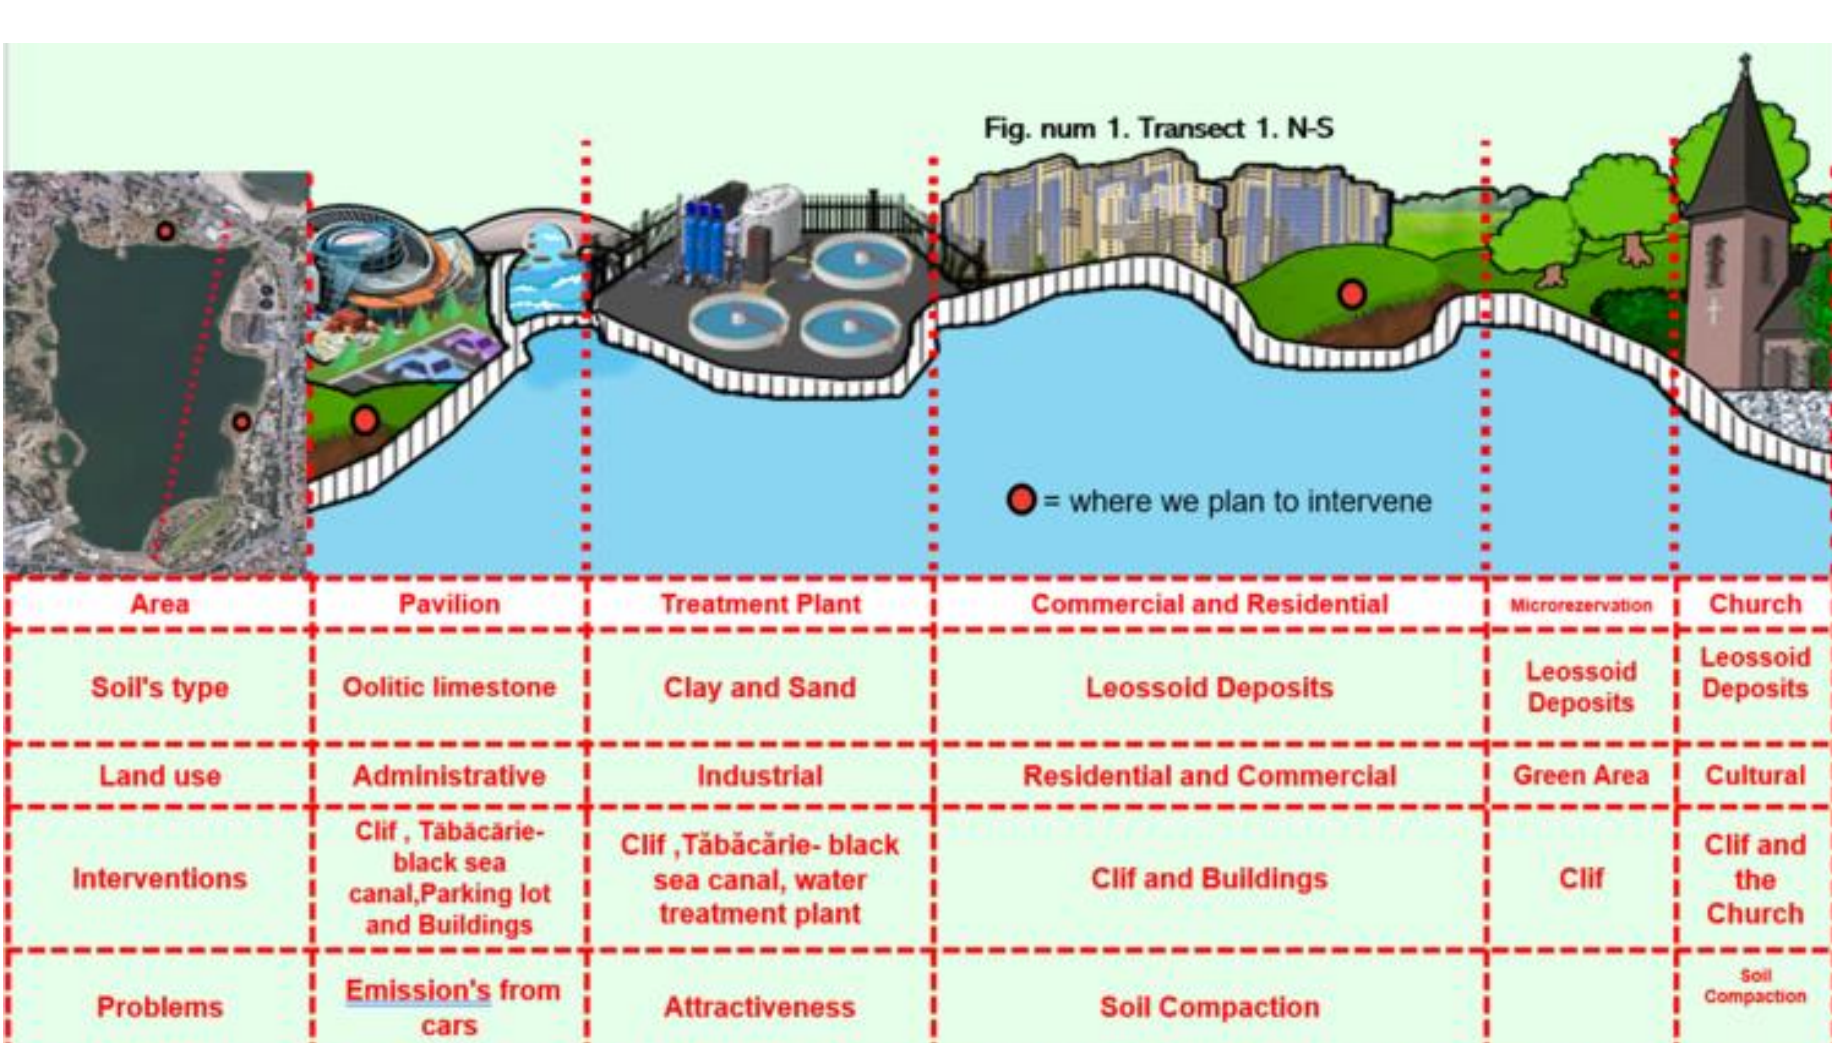 Fig. num 1. Transect 1. N-S
= where we plan to intervene
Area
Pavilion
Treatment Plant
Commercial and Residential
Microrezervation
Church
Soil's type
Oolitic limestone
Clay and Sand
Leossoid Deposits
Leossoid
Deposits
Leossoid
Deposits
Land use
Administrative
Industrial
Residential and Commercial
Green Area
Cultural
Interventions
Clif , Tăbăcărie-
black sea
canal,Parking lot
and Buildings
Clif ,Tăbăcărie- black
sea canal, water
treatment plant
Clif and Buildings
Clif
Clif and
the
Church
Problems
Emission's from
cars
Attractiveness
Soil Compaction
Soil
Compaction